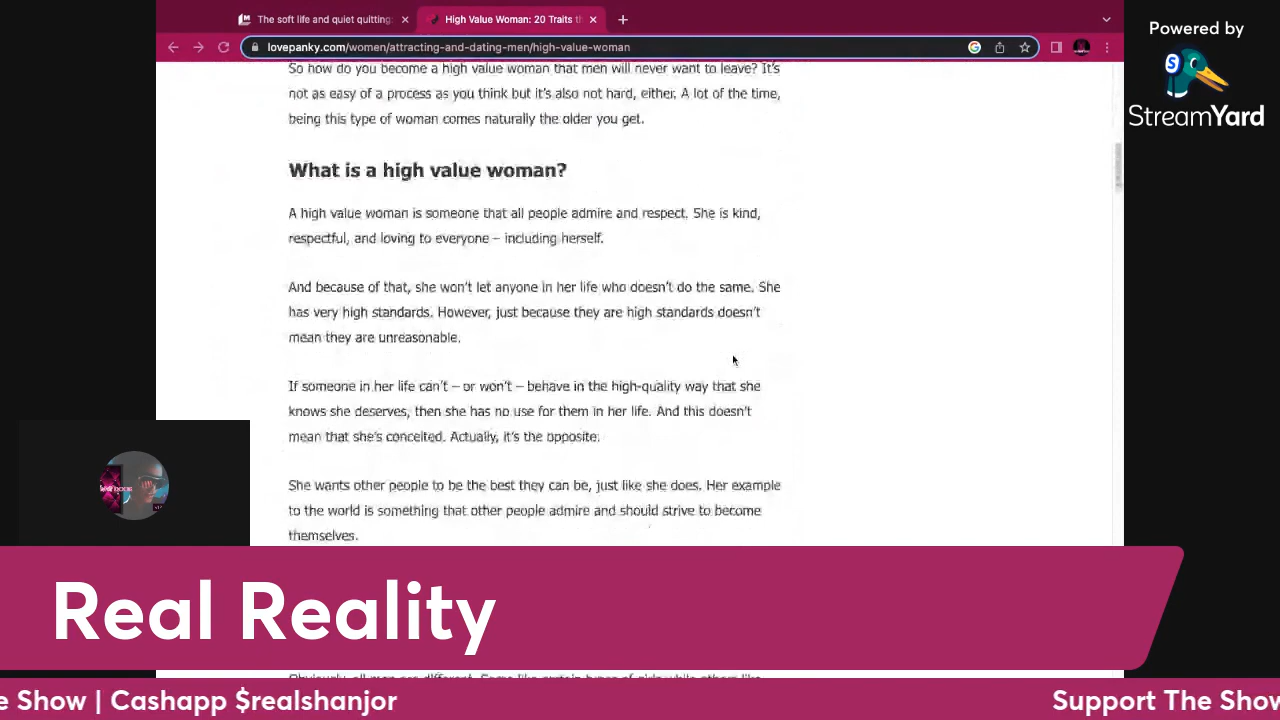 The soft life and quiet quitting:
High Value Woman: 20 Traits th
lovepanky.com/women/attracting-and-dating-men/high-value-woman
Powered by
StreamYard
So how do you become a high value woman that men will never want to leave? It's
not as easy of a process as you think but it's also not hard, either. A lot of the time,
being this type of woman comes naturally the older you get.
What is a high value woman?
A high value woman is someone that all people admire and respect. She is kind,
respectful, and loving to everyone – including herself.
And because of that, she won't let anyone in her life who doesn't do the same. She
has very high standards. However, just because they are high standards doesn't
mean they are unreasonable.
If someone in her life can't – or won't – behave in the high-quality way that she
knows she deserves, then she has no use for them in her life. And this doesn't
mean that she's conceited. Actually, it's the opposite.
She wants other people to be the best they can be, just like she does. Her example
to the world is something that other people admire and should strive to become
themselves.
Real Reality
e Show | Cashapp $realshanjor
Support The Show